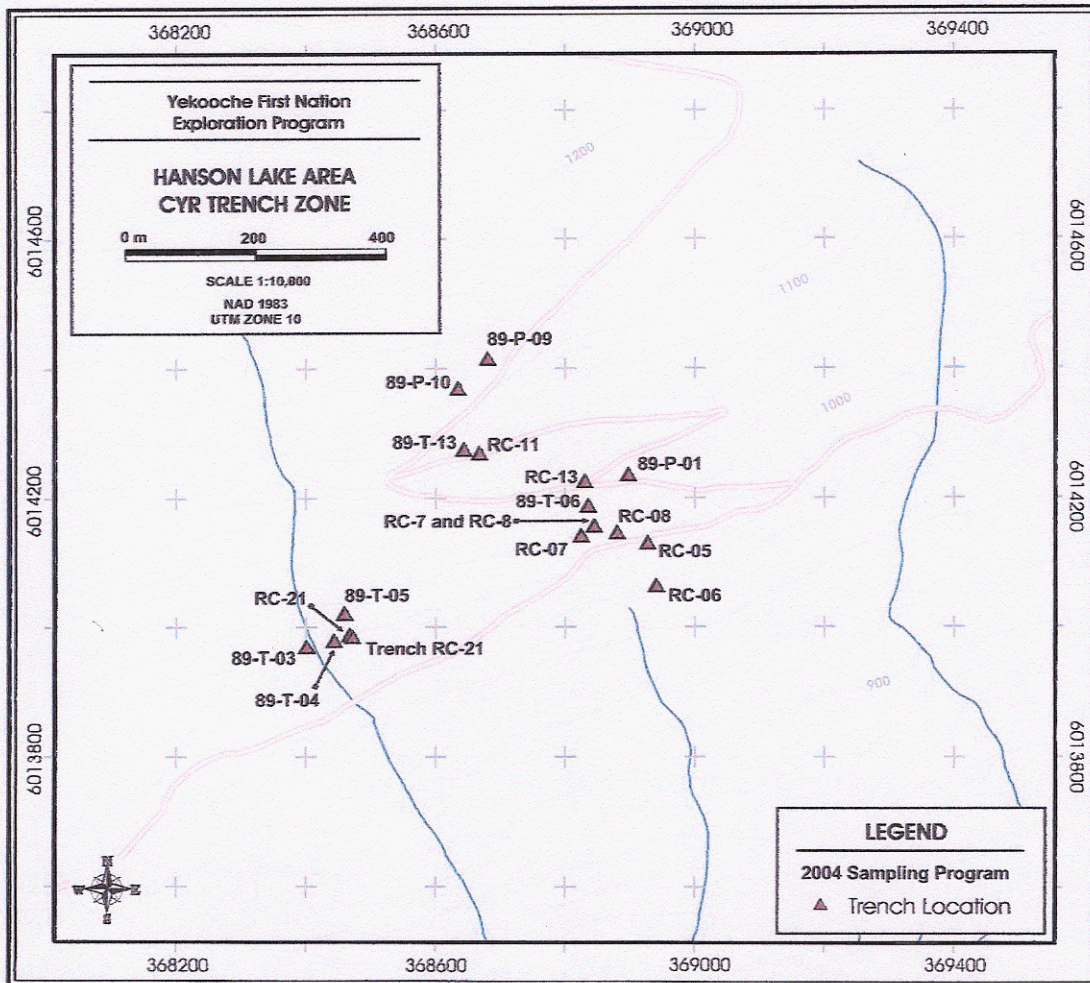 368200
368600
369000
369400
Yekooche First Nation
Exploration Program
HANSON LAKE AREA
CYR TRENCH ZONE
0 m 200 400
SCALE 1:10,000
NAD 1983
UTM ZONE 10
1200
6014600
6014600
1100
89-P-09
89-P-10
1000
89-T-13
RC-11
89-P-01
RC-13
6014200
6014200
89-T-06
RC-7 and RC-8
RC-08
RC-07
RC-05
RC-06
RC-21
89-T-05
Trench RC-21
89-T-03
89-T-04
900
6013800
6013800
LEGEND
2004 Sampling Program
Trench Location
N
W
E
S
368200
368600
369000
369400